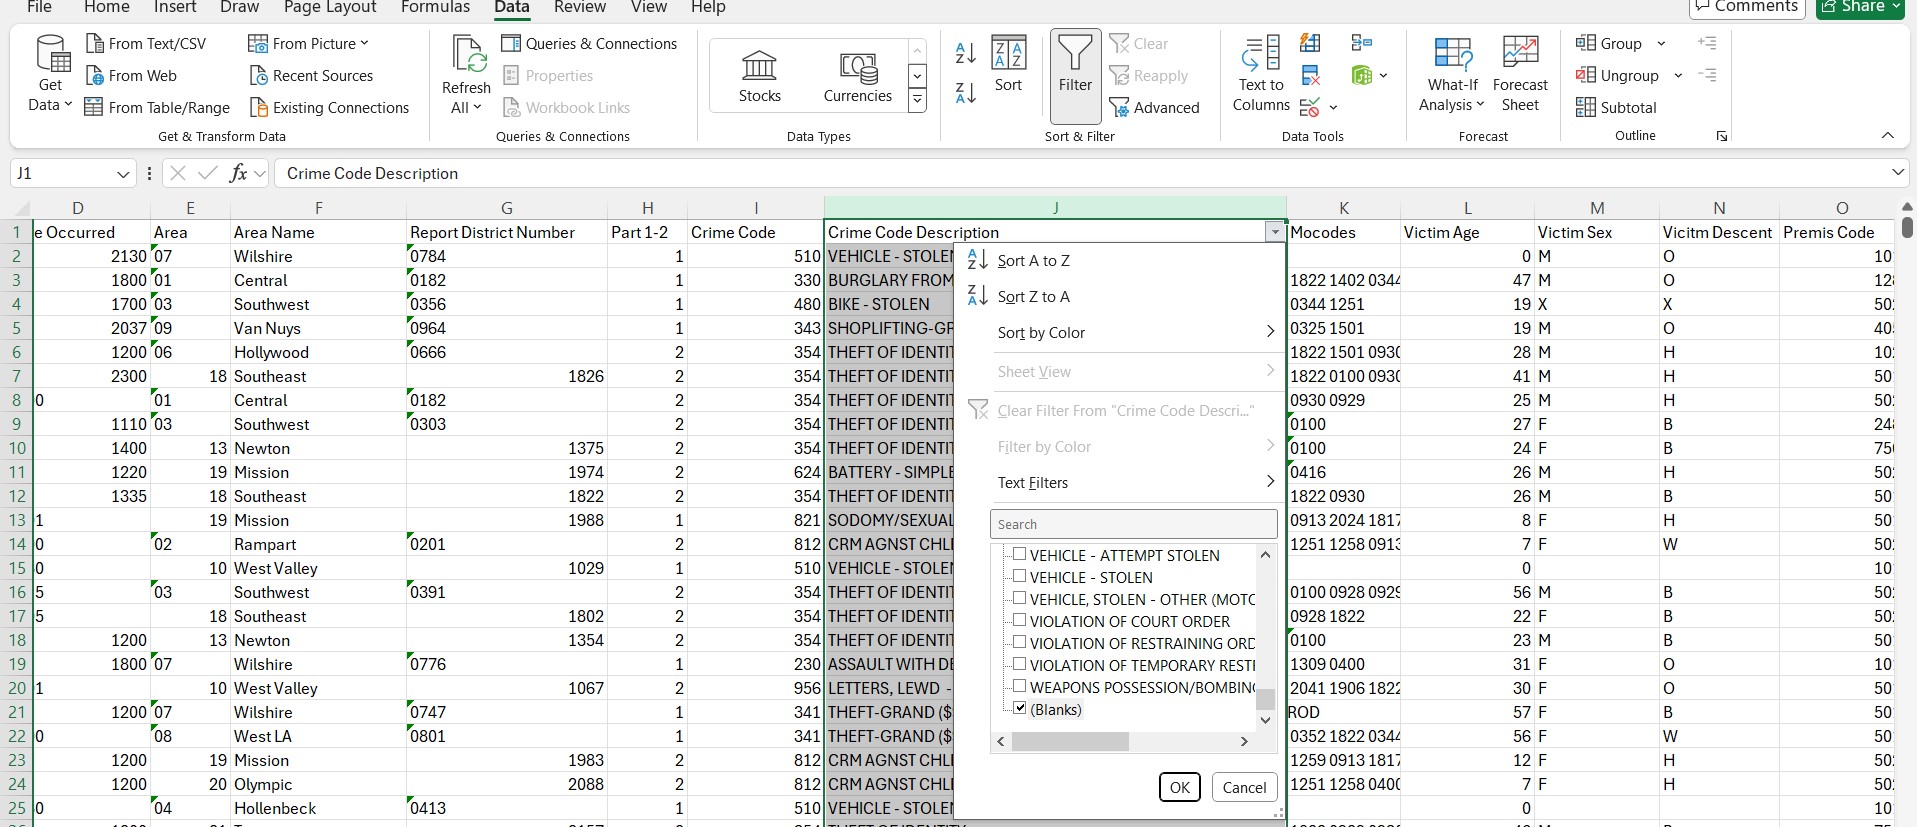 File Home Insert Draw Page Layout Formulas Data Review View Help Comments Share
From Text/CSV From Picture Queries & Connections Clear Group
Get Data From Web Recent Sources Refresh All Properties Stocks Currencies Sort Filter Reapply Text to Columns What-If Analysis Forecast Sheet Ungroup
From Table/Range Existing Connections Workbook Links Advanced Subtotal
Get & Transform Data Queries & Connections Data Types Sort & Filter Data Tools Forecast Outline
J1 fx Crime Code Description
D E F G H I J K L M N O
1 e Occurred Area Area Name Report District Number Part 1-2 Crime Code Crime Code Description Mocodes Victim Age Victim Sex Vicitm Descent Premis Code
2 2130 07 Wilshire 0784 1 510 VEHICLE - STOLEN 0 M O 10
3 1800 01 Central 0182 1 330 BURGLARY FROM 1822 1402 0344 47 M H 12
4 1700 03 Southwest 0356 1 480 BIKE - STOLEN 0344 1251 19 X X 50
5 2037 09 Van Nuys 0964 1 343 SHOPLIFTING-GR 0325 1501 19 M O 40
6 1200 06 Hollywood 0666 2 354 THEFT OF IDENTIT 1822 1501 0930 28 M H 10
7 2300 18 Southeast 1826 2 354 THEFT OF IDENTIT 1822 0100 0930 41 M H 50
8 0 01 Central 0182 2 354 THEFT OF IDENTIT 0930 0929 25 M H 50
9 1110 03 Southwest 0303 2 354 THEFT OF IDENTIT 0100 27 F B 24
10 1400 13 Newton 1375 2 354 THEFT OF IDENTIT 0100 24 F B 75
11 1220 19 Mission 1974 2 624 BATTERY - SIMPLE 0416 26 M H 50
12 1335 18 Southeast 1822 2 354 THEFT OF IDENTIT 1822 0930 26 M B 50
13 1 19 Mission 1988 1 821 SODOMY/SEXUAL 0913 2024 1817 8 F H 50
14 0 02 Rampart 0201 2 812 CRM AGNST CHLI 1251 1258 0913 7 F W 50
15 0 10 West Valley 1029 1 510 VEHICLE - STOLEN 0 10
16 5 03 Southwest 0391 2 354 THEFT OF IDENTIT 0100 0928 0929 56 M B 50
17 5 18 Southeast 1802 2 354 THEFT OF IDENTIT 0928 1822 22 F B 50
18 1200 13 Newton 1354 2 354 THEFT OF IDENTIT 0100 23 M B 50
19 1800 07 Wilshire 0776 1 230 ASSAULT WITH DE 1309 0400 31 F O 10
20 1 10 West Valley 1067 2 956 LETTERS, LEWD - 2041 1906 1822 30 F O 50
21 1200 07 Wilshire 0747 1 341 THEFT-GRAND ($ ROD 57 F B 50
22 0 08 West LA 0801 1 341 THEFT-GRAND ($ 0352 1822 0344 56 F W 50
23 1200 19 Mission 1983 2 812 CRM AGNST CHLI 1259 0913 1817 12 F H 50
24 1200 20 Olympic 2088 2 812 CRM AGNST CHLI 1251 1258 0400 7 F H 50
25 0 04 Hollenbeck 0413 1 510 VEHICLE - STOLEN 0 10
Sort A to Z
Sort Z to A
Sort by Color
Sheet View
Clear Filter From "Crime Code Descri..."
Filter by Color
Text Filters
Search
VEHICLE - ATTEMPT STOLEN
VEHICLE - STOLEN
VEHICLE, STOLEN - OTHER (MOTC
VIOLATION OF COURT ORDER
VIOLATION OF RESTRAINING ORD
VIOLATION OF TEMPORARY RESTI
WEAPONS POSSESSION/BOMBING
(Blanks)
OK Cancel